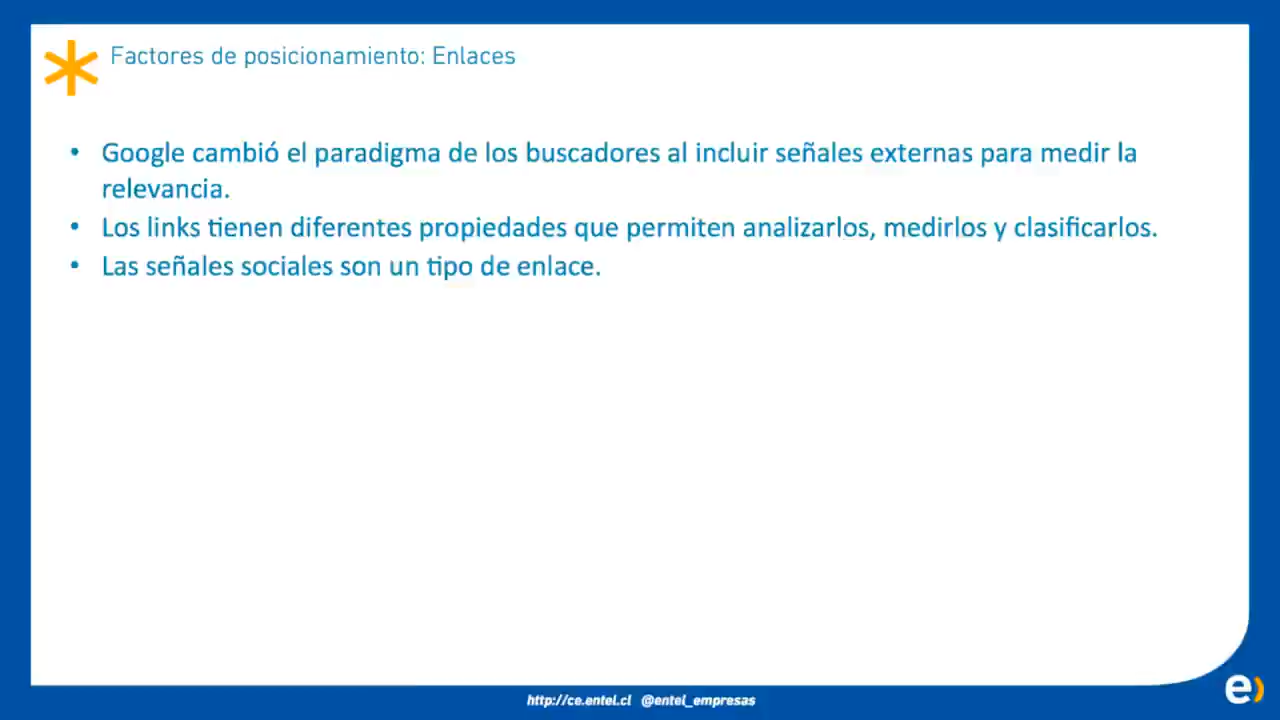 Factores de posicionamiento: Enlaces
• Google cambió el paradigma de los buscadores al incluir señales externas para medir la
relevancia.
• Los links tienen diferentes propiedades que permiten analizarlos, medirlos y clasificarlos.
• Las señales sociales son un tipo de enlace.
http://ce.entel.cl @entel_empresas
e)